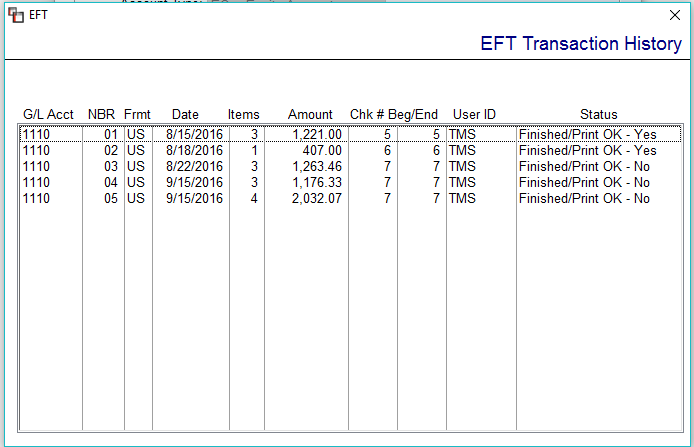 EFT
EFT Transaction History
G/L Acct NBR Frmt Date Items Amount Chk # Beg/End User ID Status
1110 01 US 8/15/2016 3 1,221.00 5 5 TMS Finished/Print OK - Yes
1110 02 US 8/18/2016 1 407.00 6 6 TMS Finished/Print OK - Yes
1110 03 US 8/22/2016 3 1,263.46 7 7 TMS Finished/Print OK - No
1110 04 US 9/15/2016 3 1,176.33 7 7 TMS Finished/Print OK - No
1110 05 US 9/15/2016 4 2,032.07 7 7 TMS Finished/Print OK - No